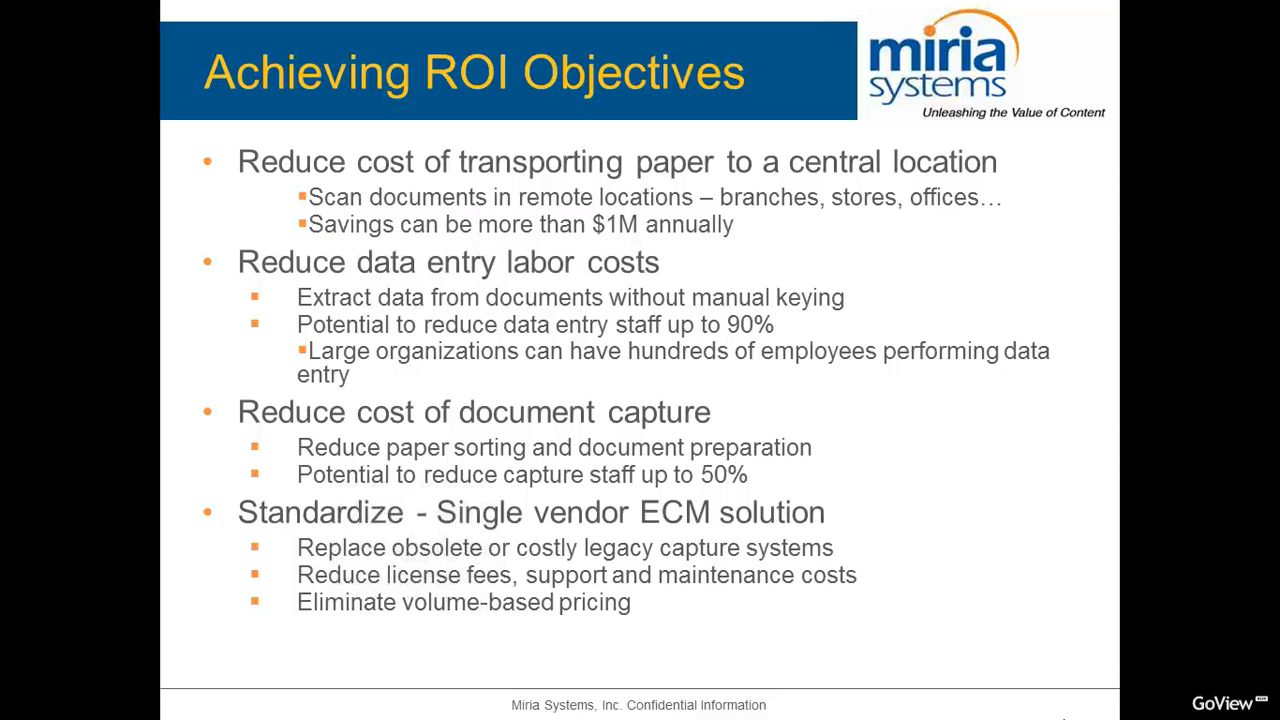 Achieving ROI Objectives
miria
systems
Unleashing the Value of Content
• Reduce cost of transporting paper to a central location
▪Scan documents in remote locations – branches, stores, offices…
▪Savings can be more than $1M annually
• Reduce data entry labor costs
▪ Extract data from documents without manual keying
▪ Potential to reduce data entry staff up to 90%
▪Large organizations can have hundreds of employees performing data
entry
• Reduce cost of document capture
▪ Reduce paper sorting and document preparation
▪ Potential to reduce capture staff up to 50%
• Standardize - Single vendor ECM solution
▪ Replace obsolete or costly legacy capture systems
▪ Reduce license fees, support and maintenance costs
▪ Eliminate volume-based pricing
Miria Systems, Inc. Confidential Information
GoView